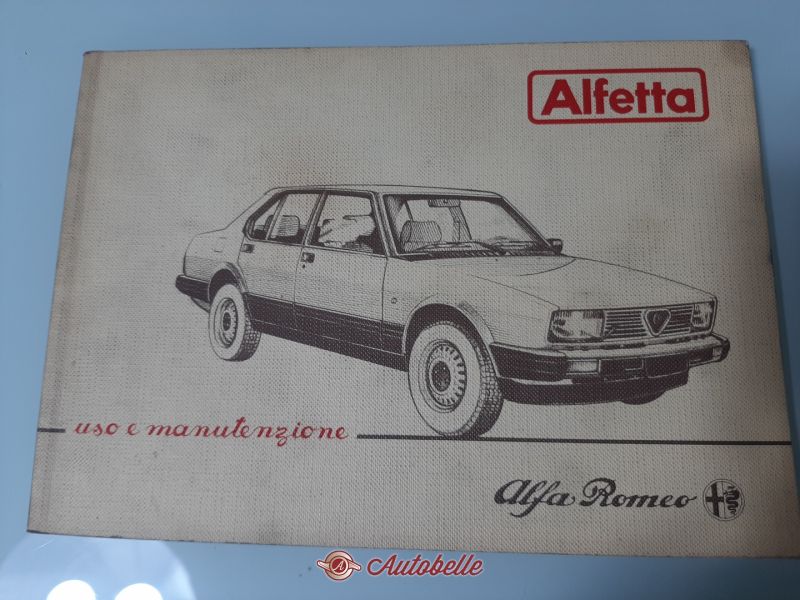 Alfetta
uso e manutenzione
Alfa Romeo
A Autobelle